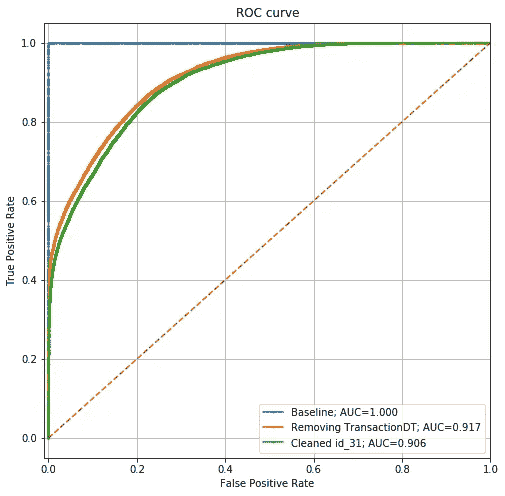 ROC curve
1.0
0.8
0.6
0.4
0.2
0.0
True Positive Rate
Baseline; AUC=1.000
Removing TransactionDT; AUC=0.917
Cleaned id_31; AUC=0.906
0.0 0.2 0.4 0.6 0.8 1.0
False Positive Rate